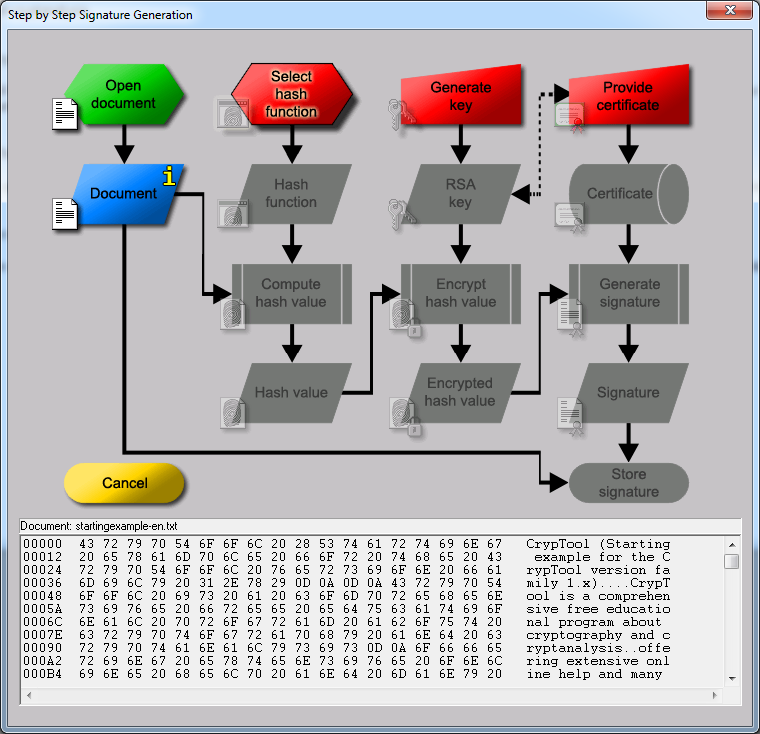 Step by Step Signature Generation
Open
document
Select
hash
function
Generate
key
Provide
certificate
Document
i
Hash
function
RSA
key
Certificate
Compute
hash value
Encrypt
hash value
Generate
signature
Hash value
Encrypted
hash value
Signature
Cancel
Store
signature
Document: startingexample-en.txt
00000 43 72 79 70 54 6F 6F 6C 20 28 53 74 61 72 74 69 6E 67 CrypTool (Starting
00012 20 65 78 61 6D 70 6C 65 20 66 6F 72 20 74 68 65 20 43 example for the C
00024 72 79 70 54 6F 6F 6C 20 76 65 72 73 69 6F 6E 20 66 61 rypTool version fa
00036 6D 69 6C 79 20 31 2E 78 29 0D 0A 0D 0A 43 72 79 70 54 mily 1.x)....CrypT
00048 6F 6F 6C 20 69 73 20 61 20 63 6F 6D 70 72 65 68 65 6E ool is a comprehen
0005A 73 69 76 65 20 66 72 65 65 20 65 64 75 63 61 74 69 6F sive free educatio
0006C 6E 61 6C 20 70 72 6F 67 72 61 6D 20 61 62 6F 75 74 20 nal program about
0007E 63 72 79 70 74 6F 67 72 61 70 68 79 20 61 6E 64 20 63 cryptography and c
00090 72 79 70 74 61 6E 61 6C 79 73 69 73 0D 0A 6F 66 66 65 ryptanalysis..offe
000A2 72 69 6E 67 20 65 78 74 65 6E 73 69 76 65 20 6F 6E 6C ring extensive onl
000B4 69 6E 65 20 68 65 6C 70 20 61 6E 64 20 6D 61 6E 79 20 ine help and many